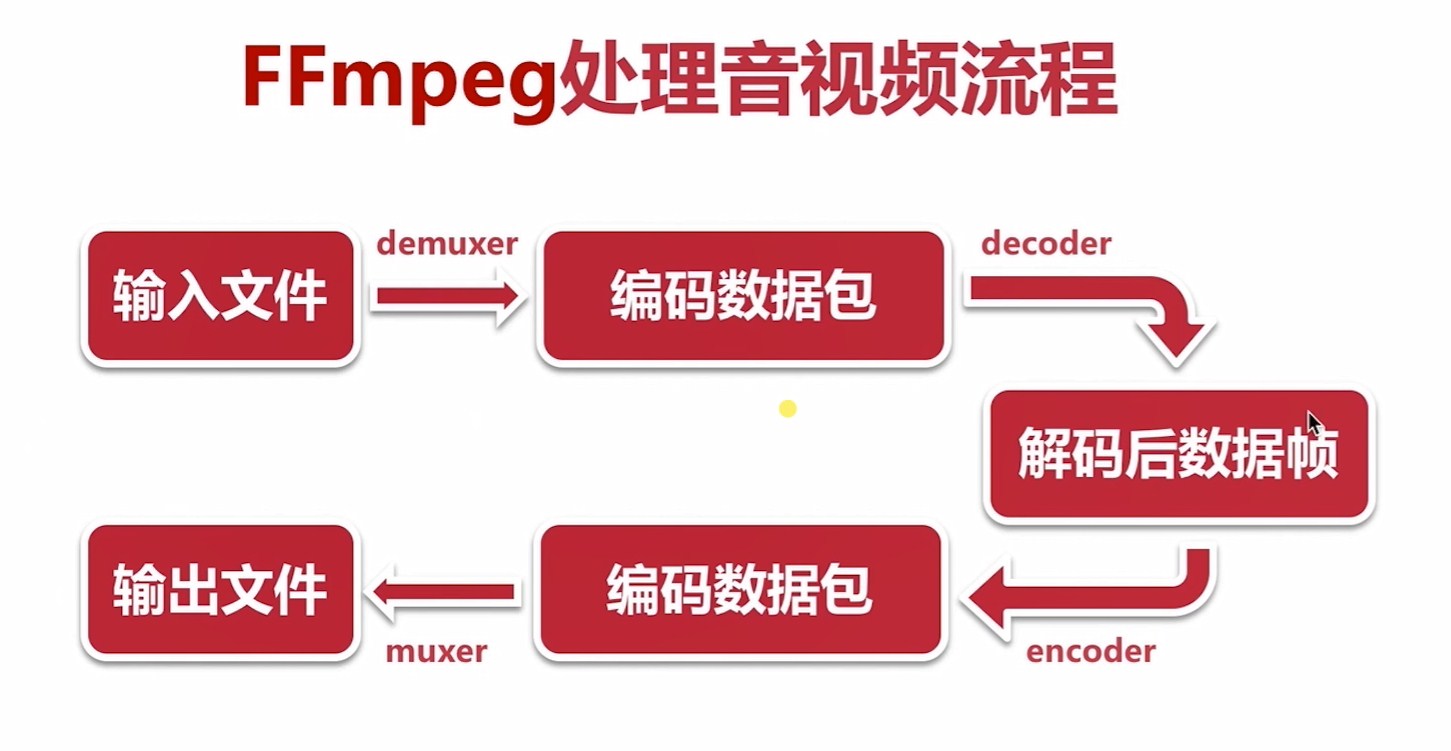 FFmpeg处理音视频流程
输入文件
demuxer
编码数据包
decoder
解码后数据帧
encoder
编码数据包
muxer
输出文件